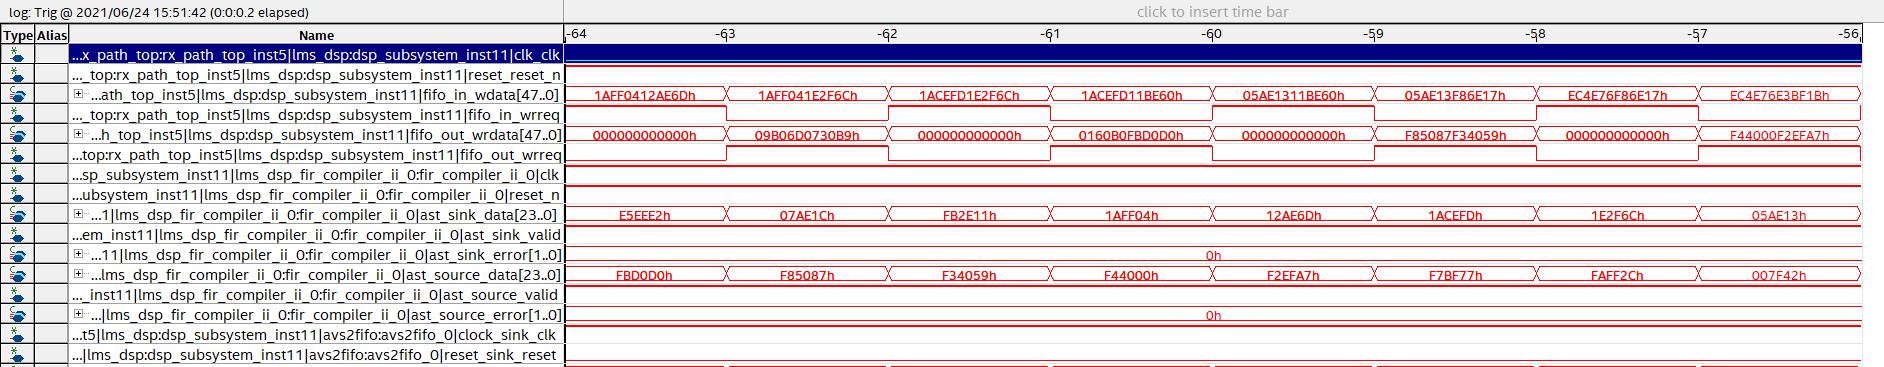 log: Trig @ 2021/06/24 15:51:42 (0:0:0.2 elapsed) click to insert time bar
Type Alias Name -64 -63 -62 -61 -60 -59 -58 -57 -56
...x_path_top:rx_path_top_inst5|lms_dsp:dsp_subsystem_inst11|clk_clk
..._top:rx_path_top_inst5|lms_dsp:dsp_subsystem_inst11|reset_reset_n
...ath_top_inst5|lms_dsp:dsp_subsystem_inst11|fifo_in_wdata[47..0] 1AFF0412AE6Dh 1AFF041E2F6Ch 1ACEFD1E2F6Ch 1ACEFD11BE60h 05AE1311BE60h 05AE13F86E17h EC4E76F86E17h EC4E76E3BF1Bh
..._top:rx_path_top_inst5|lms_dsp:dsp_subsystem_inst11|fifo_in_wrreq
...h_top_inst5|lms_dsp:dsp_subsystem_inst11|fifo_out_wrdata[47..0] 000000000000h 09B06D0730B9h 000000000000h 0160B0FBD0D0h 000000000000h F85087F34059h 000000000000h F44000F2EFA7h
...top:rx_path_top_inst5|lms_dsp:dsp_subsystem_inst11|fifo_out_wrreq
...sp_subsystem_inst11|lms_dsp_fir_compiler_ii_0:fir_compiler_ii_0|clk
...ubsystem_inst11|lms_dsp_fir_compiler_ii_0:fir_compiler_ii_0|reset_n
...1|lms_dsp_fir_compiler_ii_0:fir_compiler_ii_0|ast_sink_data[23..0] E5EEE2h 07AE1Ch FB2E11h 1AFF04h 12AE6Dh 1ACEFDh 1E2F6Ch 05AE13h
...em_inst11|lms_dsp_fir_compiler_ii_0:fir_compiler_ii_0|ast_sink_valid
...11|lms_dsp_fir_compiler_ii_0:fir_compiler_ii_0|ast_sink_error[1..0] 0h
...lms_dsp_fir_compiler_ii_0:fir_compiler_ii_0|ast_source_data[23..0] FBD0D0h F85087h F34059h F44000h F2EFA7h F7BF77h FAFF2Ch 007F42h
..._inst11|lms_dsp_fir_compiler_ii_0:fir_compiler_ii_0|ast_source_valid
...|lms_dsp_fir_compiler_ii_0:fir_compiler_ii_0|ast_source_error[1..0] 0h
...t5|lms_dsp:dsp_subsystem_inst11|avs2fifo:avs2fifo_0|clock_sink_clk
...|lms_dsp:dsp_subsystem_inst11|avs2fifo:avs2fifo_0|reset_sink_reset